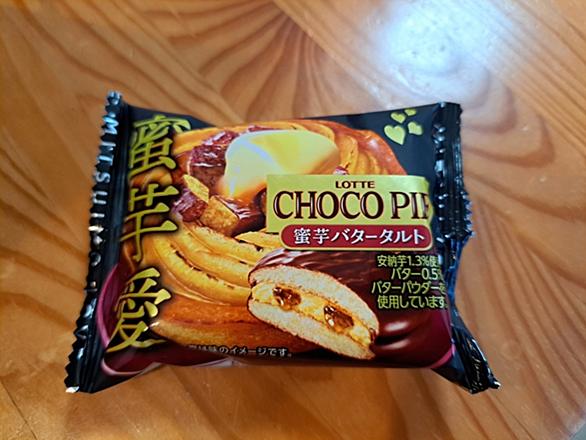 蜜芋愛
LOTTE
CHOCO PIE
蜜芋バタータルト
安納芋1.3%使
バター0.5
バターパウダーを
使用しています
のイメージです。